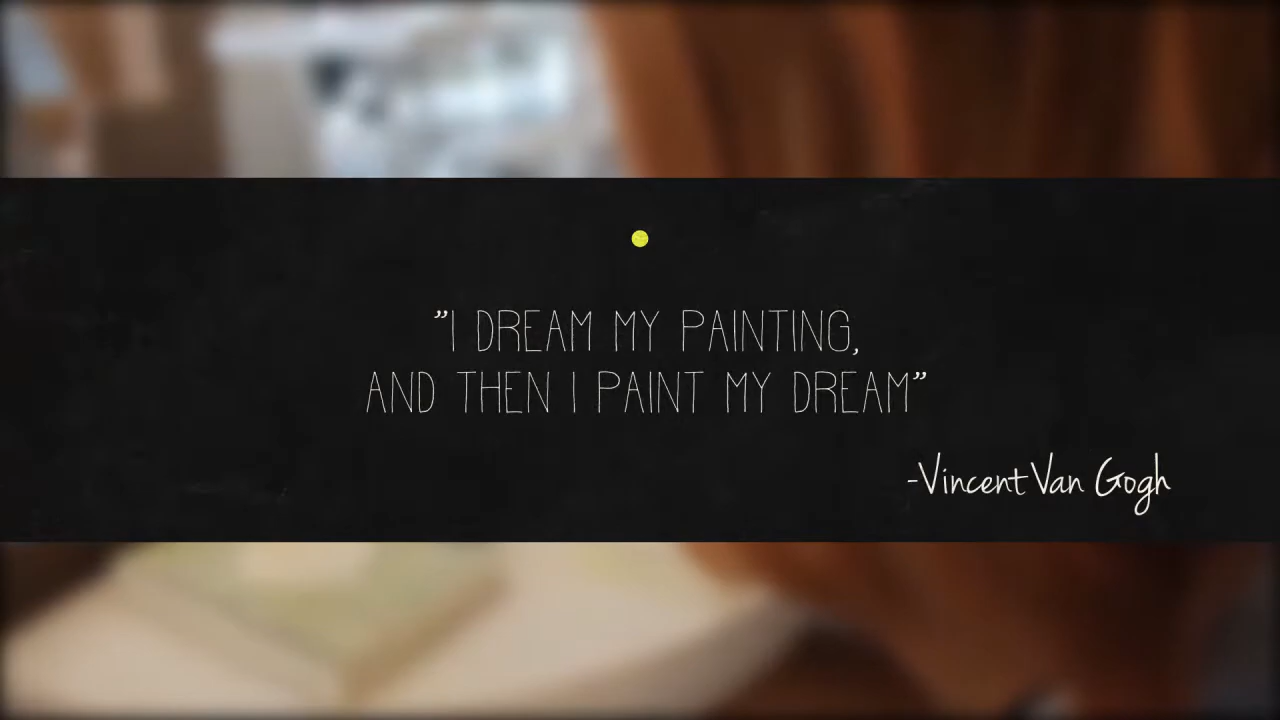 ”I DREAM MY PAINTING,
AND THEN I PAINT MY DREAM”
-Vincent Van Gogh